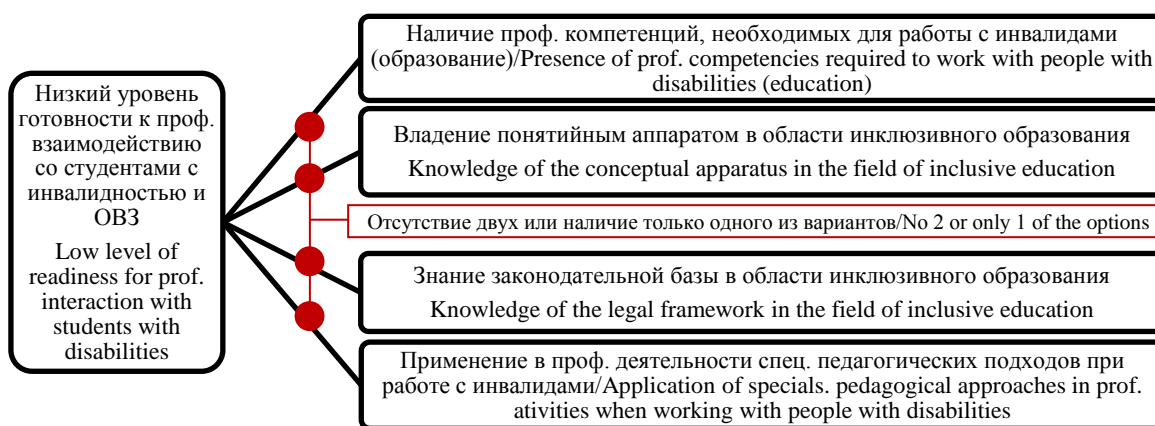 Низкий уровень
готовности к проф.
взаимодействию
со студентами с
инвалидностью и
ОВЗ
Low level of
readiness for prof.
interaction with
students with
disabilities
Наличие проф. компетенций, необходимых для работы с инвалидами
(образование)/Presence of prof. competencies required to work with people with
disabilities (education)
Владение понятийным аппаратом в области инклюзивного образования
Knowledge of the conceptual apparatus in the field of inclusive education
Отсутствие двух или наличие только одного из вариантов/No 2 or only 1 of the options
Знание законодательной базы в области инклюзивного образования
Knowledge of the legal framework in the field of inclusive education
Применение в проф. деятельности спец. педагогических подходов при
работе с инвалидами/Application of specials. pedagogical approaches in prof.
ativities when working with people with disabilities